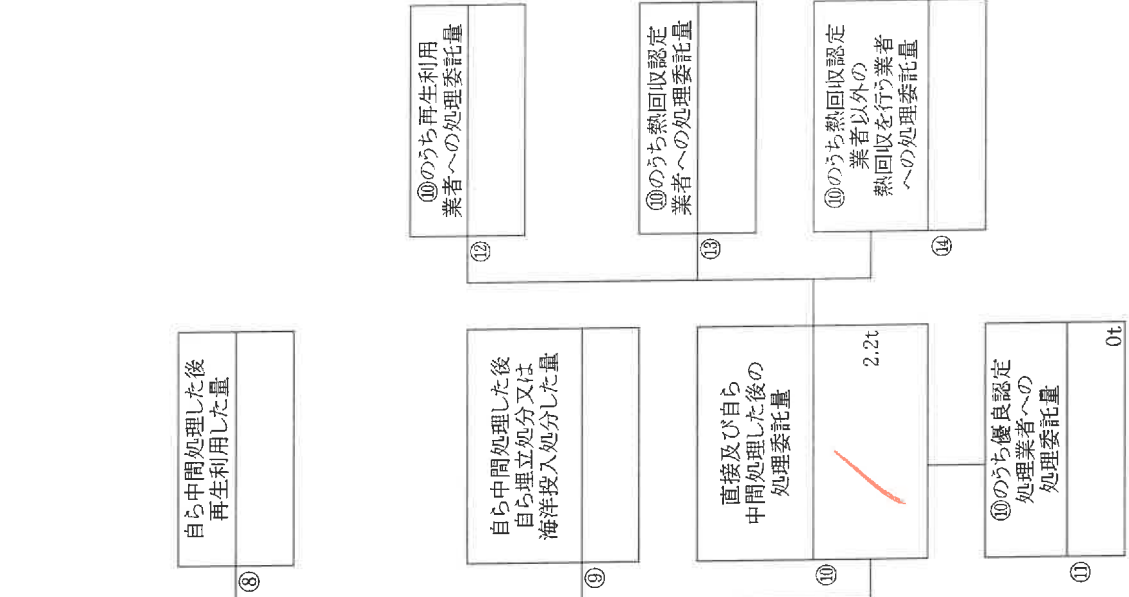 自ら中間処理した後
再生利用した量
⑧
自ら中間処理した後
自ら埋立処分又は
海洋投入処分した量
⑨
直接及び自ら
中間処理した後の
処理委託量
2.2t
⑩
⑩のうち優良認定
処理業者への
処理委託量
0t
⑪
⑩のうち再生利用
業者への処理委託量
⑫
⑩のうち熱回収認定
業者への処理委託量
⑬
⑩のうち熱回収認定
業者以外の
熱回収を行う業者
への処理委託量
⑭